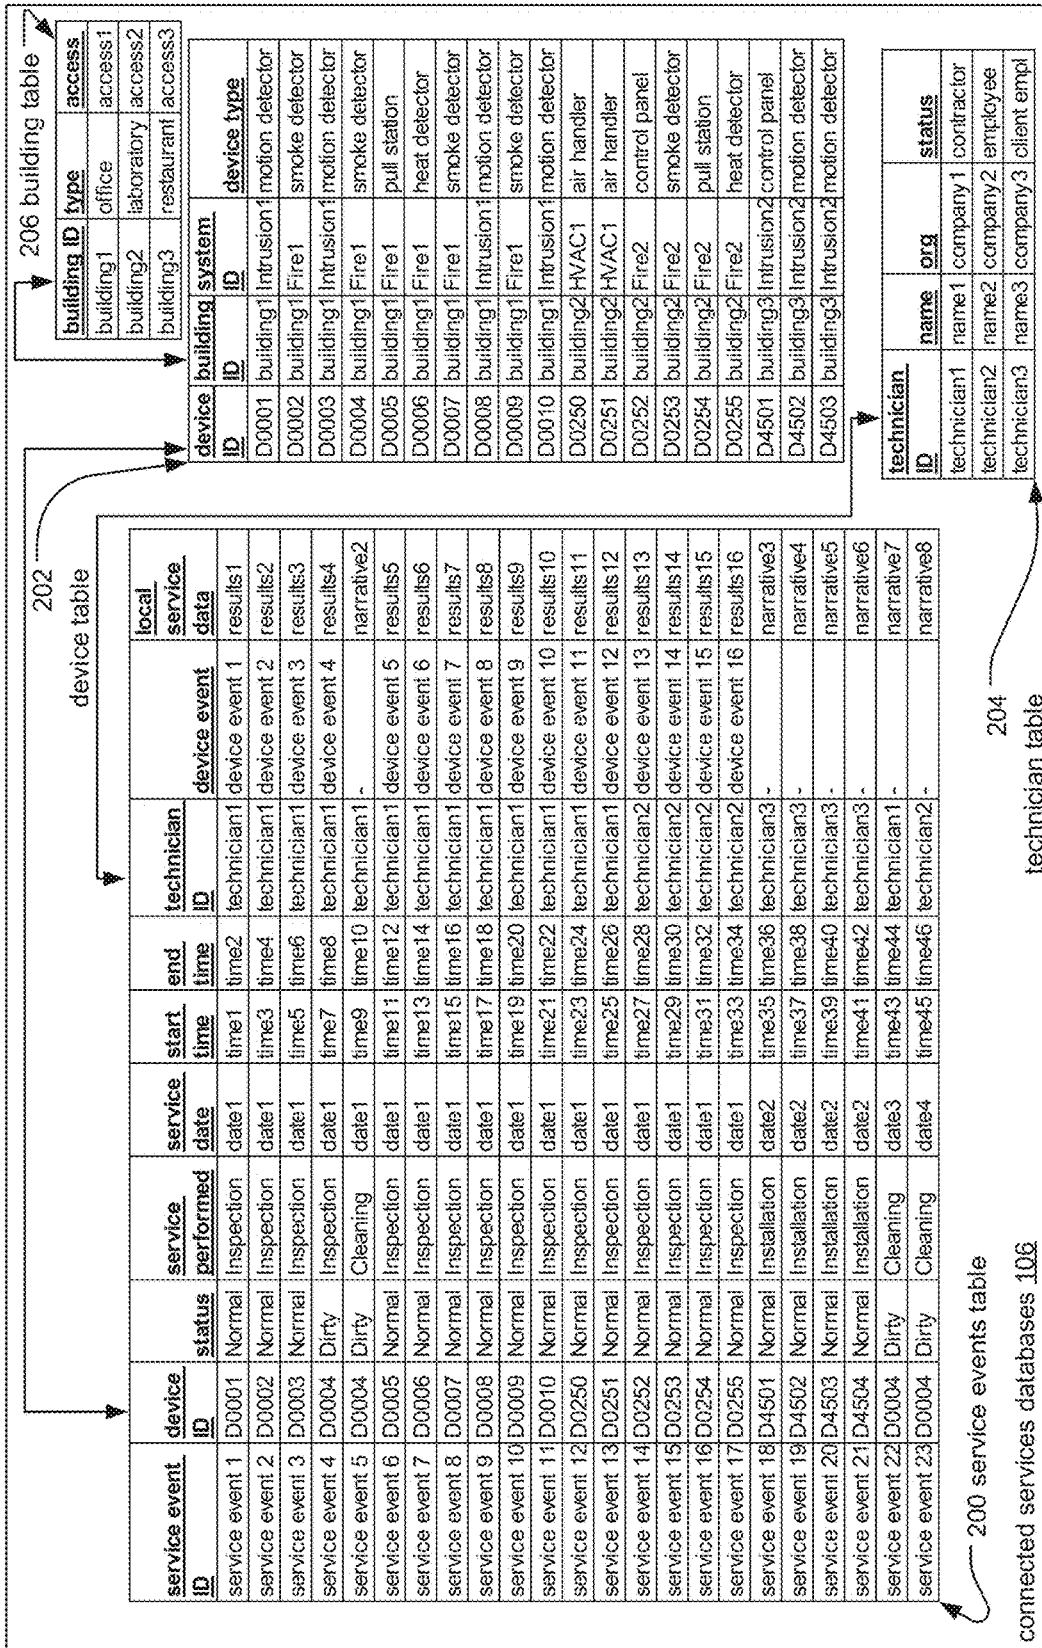 206 building table
building ID type access
building1 office access1
building2 laboratory access2
building3 restaurant access3
202
device table
device ID building ID system ID device type
D0001 building1 Intrusion1 motion detector
D0002 building1 Fire1 smoke detector
D0003 building1 Intrusion1 motion detector
D0004 building1 Fire1 smoke detector
D0005 building1 Fire1 pull station
D0006 building1 Fire1 heat detector
D0007 building1 Fire1 smoke detector
D0008 building1 Intrusion1 motion detector
D0009 building1 Fire1 smoke detector
D0010 building1 Intrusion1 motion detector
D0250 building2 HVAC1 air handler
D0251 building2 HVAC1 air handler
D0252 building2 Fire2 control panel
D0253 building2 Fire2 smoke detector
D0254 building2 Fire2 pull station
D0255 building2 Fire2 heat detector
D4501 building3 Intrusion2 control panel
D4502 building3 Intrusion2 motion detector
D4503 building3 Intrusion2 motion detector
service event ID device ID status service performed service date start time end time technician ID device event local service data
service event 1 D0001 Normal Inspection date1 time1 time2 technician1 device event 1 results1
service event 2 D0002 Normal Inspection date1 time3 time4 technician1 device event 2 results2
service event 3 D0003 Normal Inspection date1 time5 time6 technician1 device event 3 results3
service event 4 D0004 Dirty Inspection date1 time7 time8 technician1 device event 4 results4
service event 5 D0004 Dirty Cleaning date1 time9 time10 technician1 - narrative2
service event 6 D0005 Normal Inspection date1 time11 time12 technician1 device event 5 results5
service event 7 D0006 Normal Inspection date1 time13 time14 technician1 device event 6 results6
service event 8 D0007 Normal Inspection date1 time15 time16 technician1 device event 7 results7
service event 9 D0008 Normal Inspection date1 time17 time18 technician1 device event 8 results8
service event 10 D0009 Normal Inspection date1 time19 time20 technician1 device event 9 results9
service event 11 D0010 Normal Inspection date1 time21 time22 technician1 device event 10 results10
service event 12 D0250 Normal Inspection date1 time23 time24 technician1 device event 11 results11
service event 13 D0251 Normal Inspection date1 time25 time26 technician1 device event 12 results12
service event 14 D0252 Normal Inspection date1 time27 time28 technician2 device event 13 results13
service event 15 D0253 Normal Inspection date1 time29 time30 technician2 device event 14 results14
service event 16 D0254 Normal Inspection date1 time31 time32 technician2 device event 15 results15
service event 17 D0255 Normal Inspection date1 time33 time34 technician2 device event 16 results16
service event 18 D4501 Normal Installation date2 time35 time36 technician3 - narrative3
service event 19 D4502 Normal Installation date2 time37 time38 technician3 - narrative4
service event 20 D4503 Normal Installation date2 time39 time40 technician3 - narrative5
service event 21 D4504 Normal Installation date2 time41 time42 technician3 - narrative6
service event 22 D0004 Dirty Cleaning date3 time43 time44 technician1 - narrative7
service event 23 D0004 Dirty Cleaning date4 time45 time46 technician2 - narrative8
technician ID name org status
technician1 name1 company1 contractor
technician2 name2 company2 employee
technician3 name3 company3 client empl
204
technician table
200 service events table
connected services databases 106